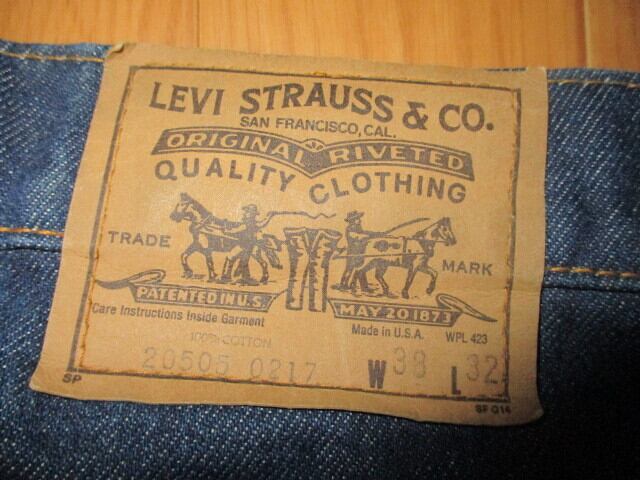 LEVI STRAUSS & CO.
SAN FRANCISCO, CAL.
ORIGINAL RIVETED
QUALITY CLOTHING
TRADE MARK
PATENTED IN U.S. MAY 20 1873
Care Instructions Inside Garment Made in U.S.A. WPL 423
100% COTTON
20505 0217 W 38 L 32
SP SF 014